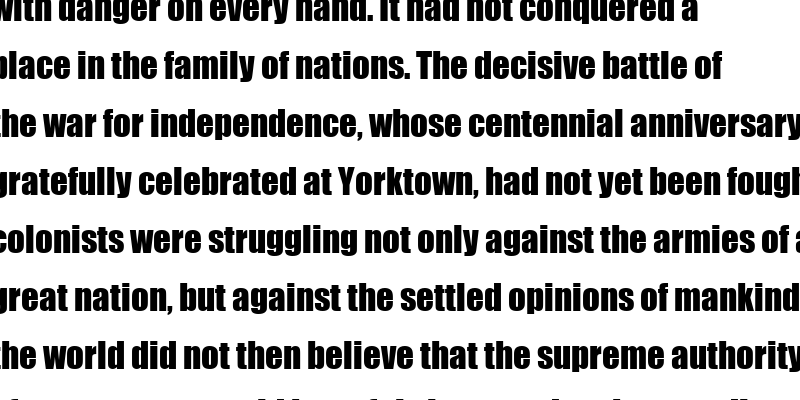 with danger on every hand. It had not conquered a
place in the family of nations. The decisive battle of
the war for independence, whose centennial anniversary
gratefully celebrated at Yorktown, had not yet been fough
colonists were struggling not only against the armies of a
great nation, but against the settled opinions of mankind
the world did not then believe that the supreme authority